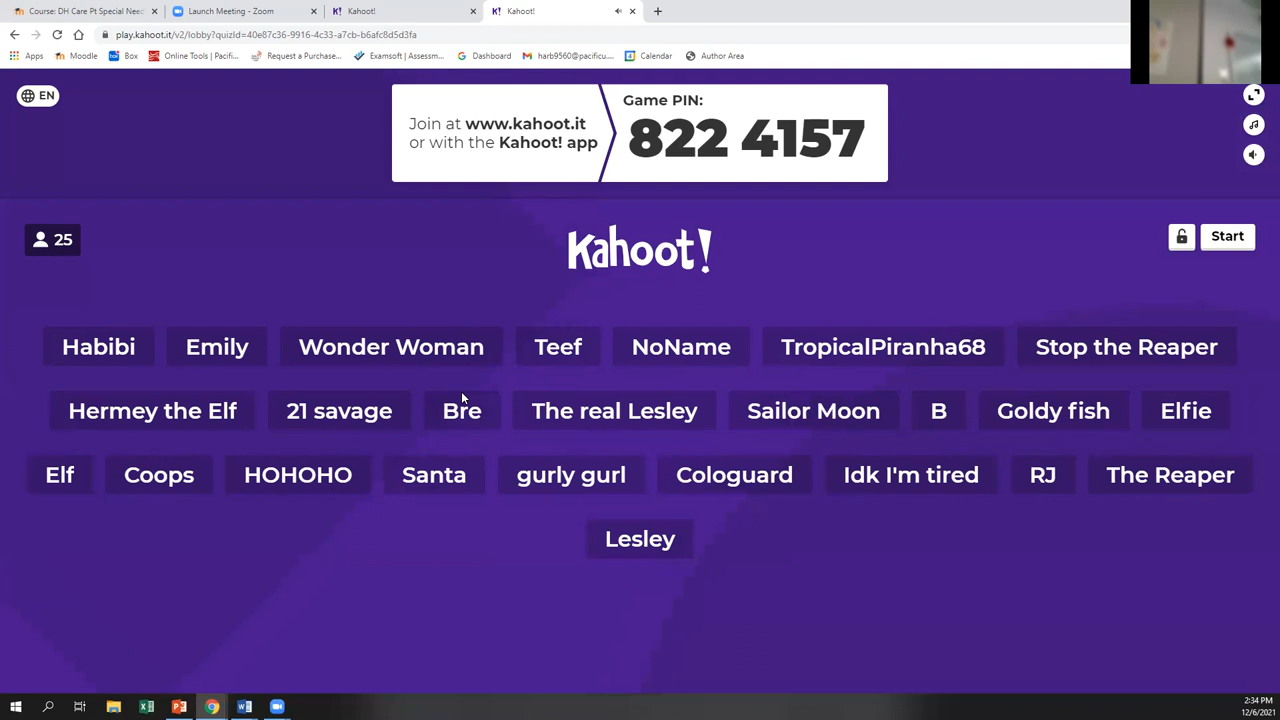 Course: DH Care Pt Special Nee
Launch Meeting - Zoom
Kahoot!
Kahoot!
play.kahoot.it/v2/lobby?quizId=40e87c36-9916-4c33-a7cb-b6afc8d5d3fa
Apps
Moodle
Box
Online Tools | Pacifi...
Request a Purchase...
Examsoft | Assessm...
Dashboard
harb9560@pacificu...
Calendar
Author Area
EN
Join at www.kahoot.it
or with the Kahoot! app
Game PIN:
822 4157
25
Kahoot!
Start
Habibi Emily Wonder Woman Teef NoName TropicalPiranha68 Stop the Reaper
Hermey the Elf 21 savage Bre The real Lesley Sailor Moon B Goldy fish Elfie
Elf Coops HOHOHO Santa gurly gurl Cologuard Idk I'm tired RJ The Reaper
Lesley
2:34 PM
12/6/2021